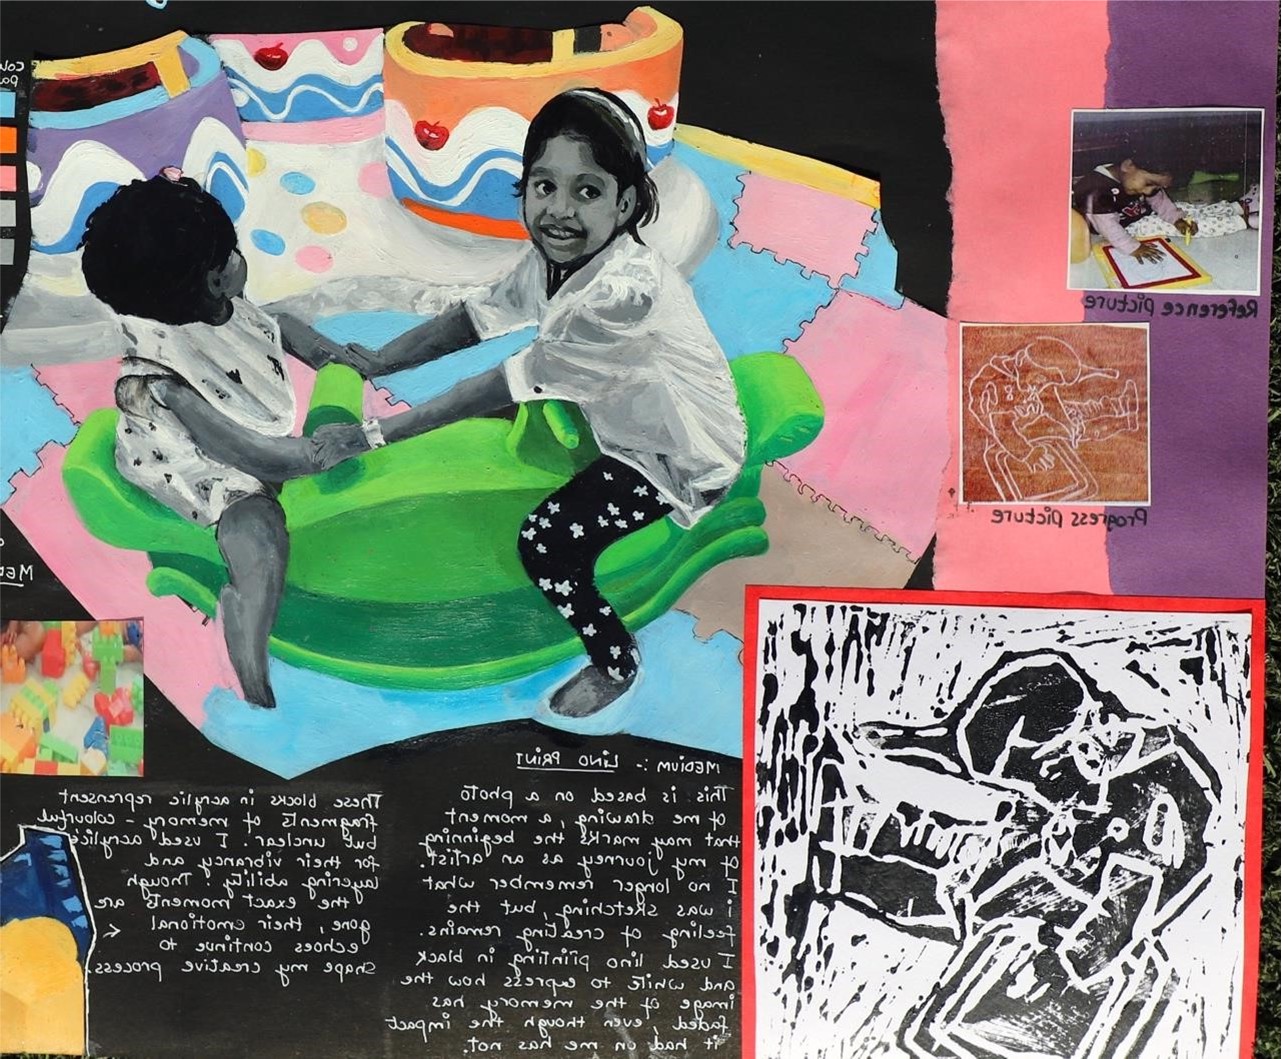 Reference picture
Progress picture
MEDIUM :- LINO PRINT
This is based on a photo
of me drawing, a moment
that may marks the beginning
of my journey as an artist.
I no longer remember what
i was sketching, but the
feeling of creating remains.
I used lino printing in black
and white to express how the
image of the memory has
faded, even though the impact
it had on me has not.
These blocks in acrylic reprensent
fragments of memory - colourful
but unclear. I used acrylics
for their vibrancy and
layering ability. Though
the exact moments are
gone, their emotional
echoes continue to
shape my creative process.